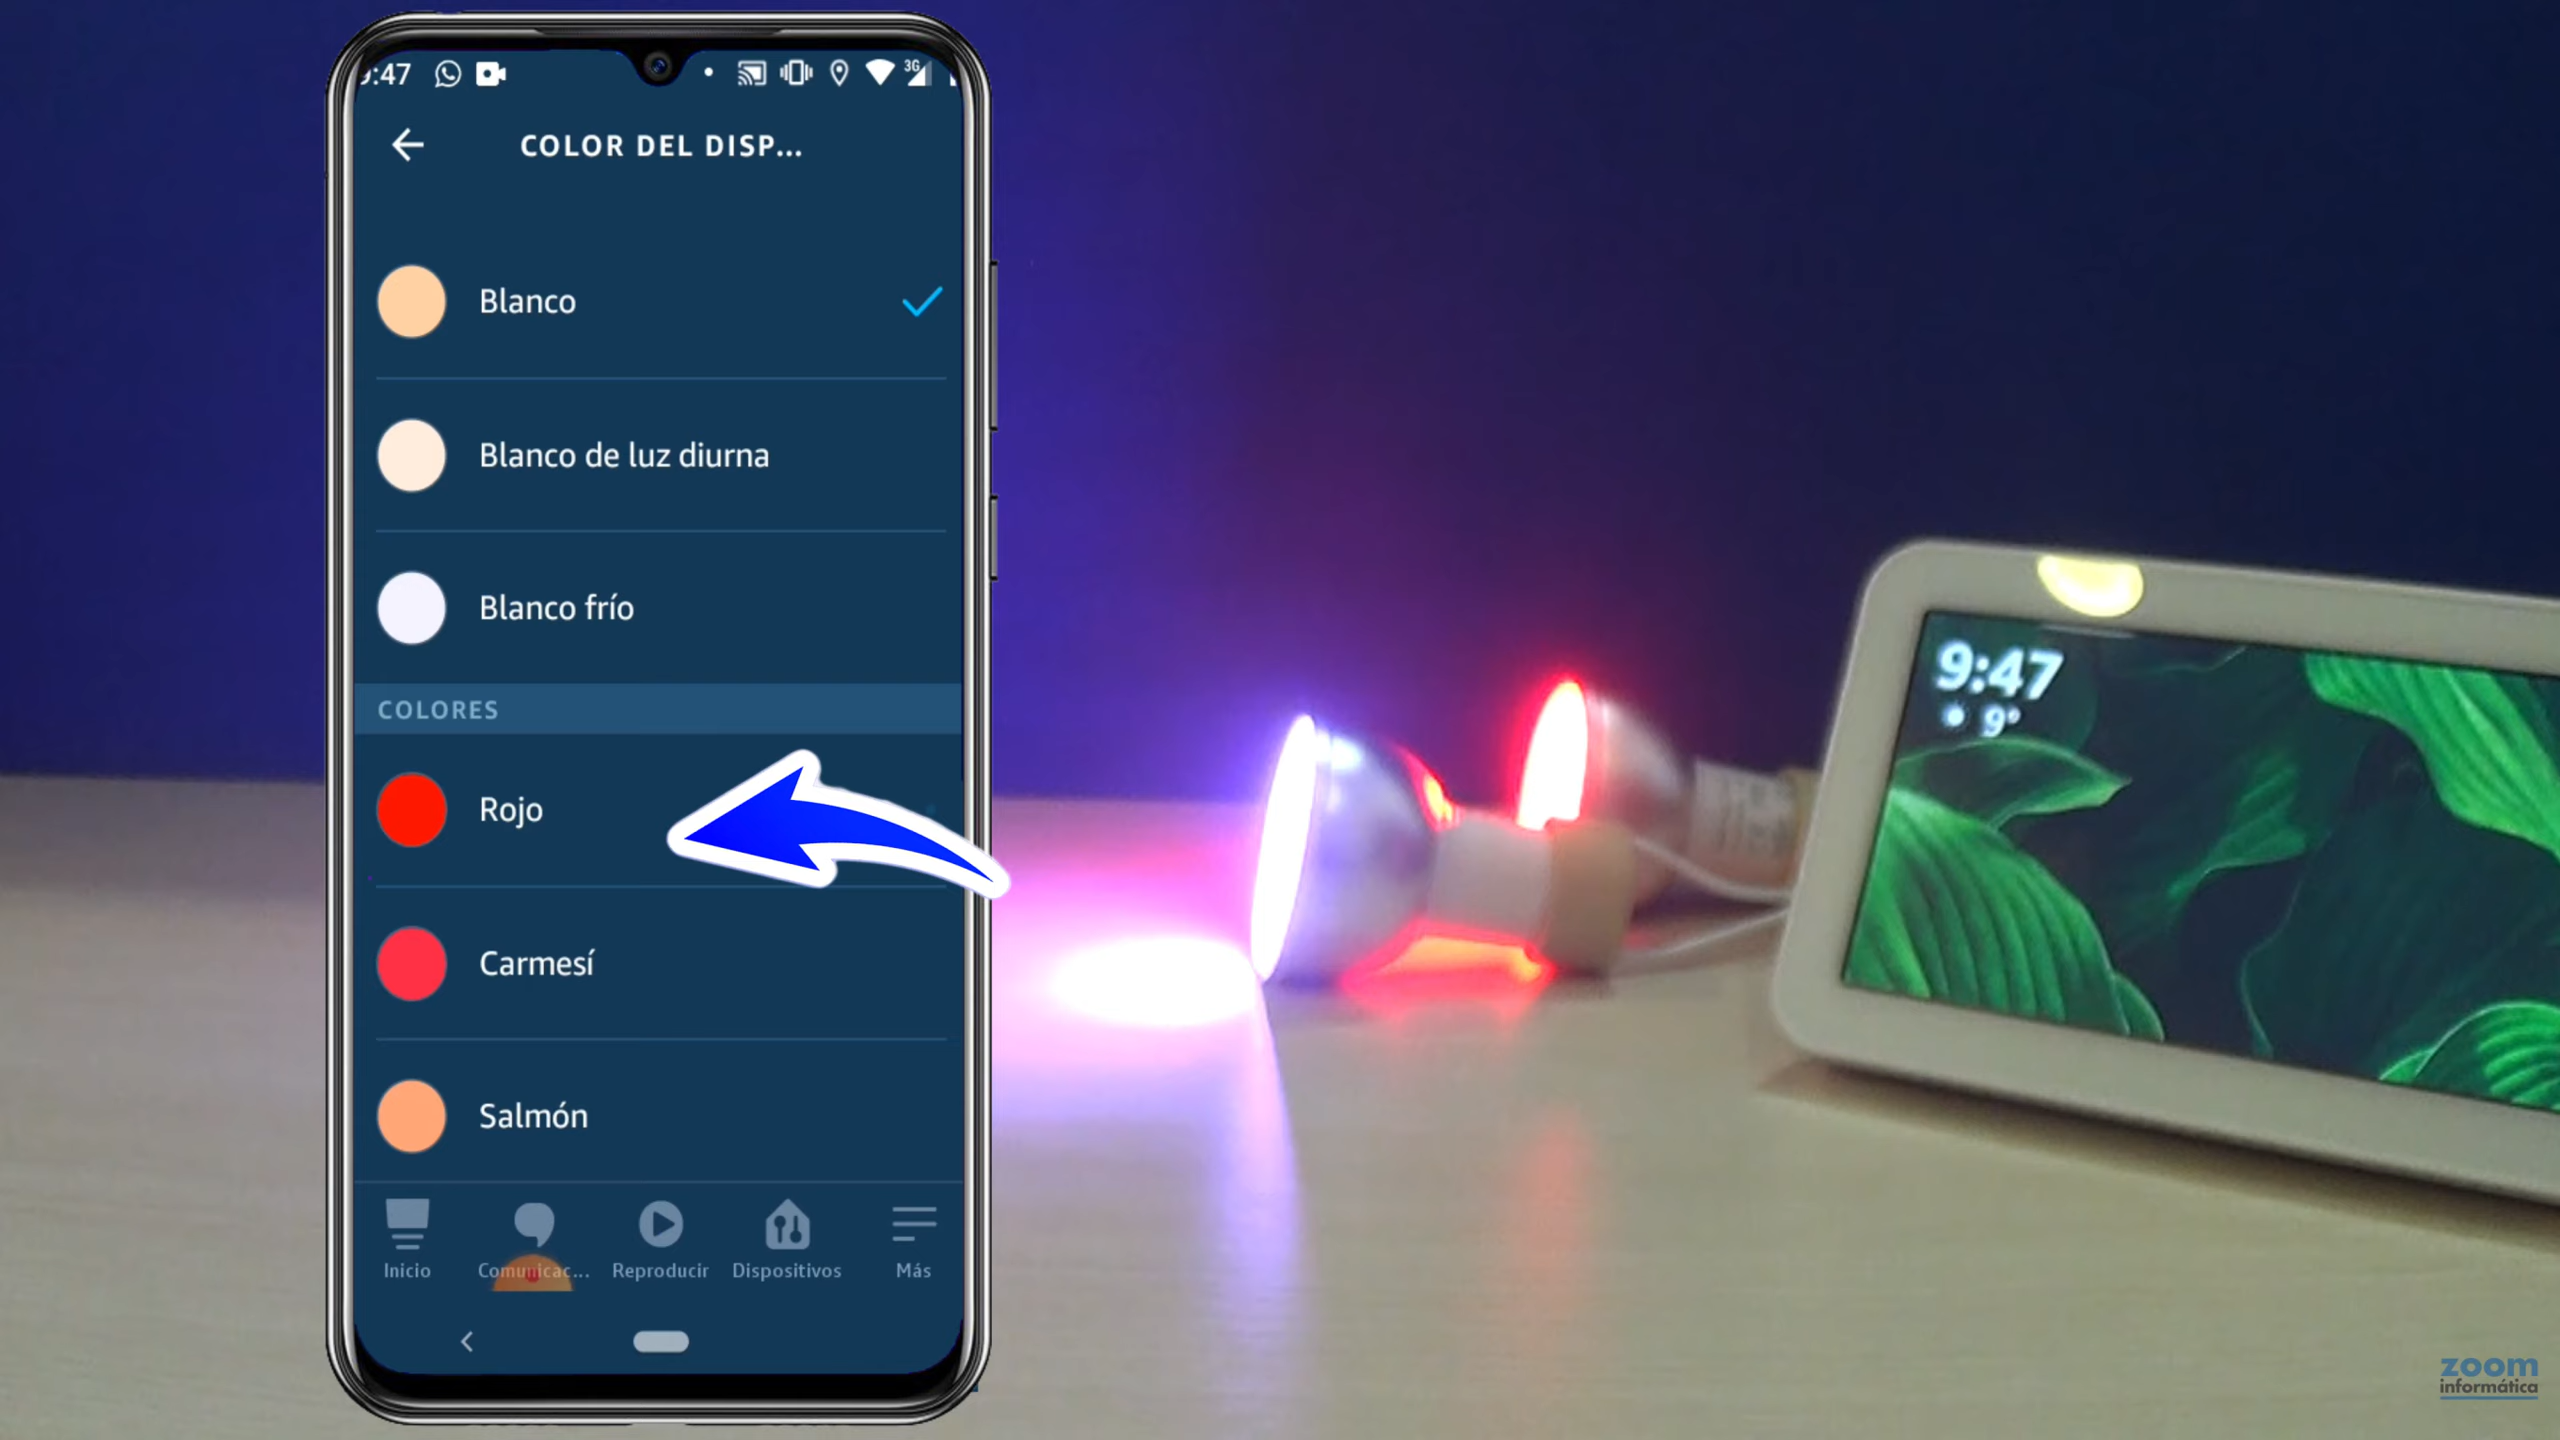 :47
3G
COLOR DEL DISP...
Blanco
Blanco de luz diurna
Blanco frío
COLORES
Rojo
Carmesí
Salmón
Inicio
Comunicac...
Reproducir
Dispositivos
Más
9:47
9°
zoom
informática